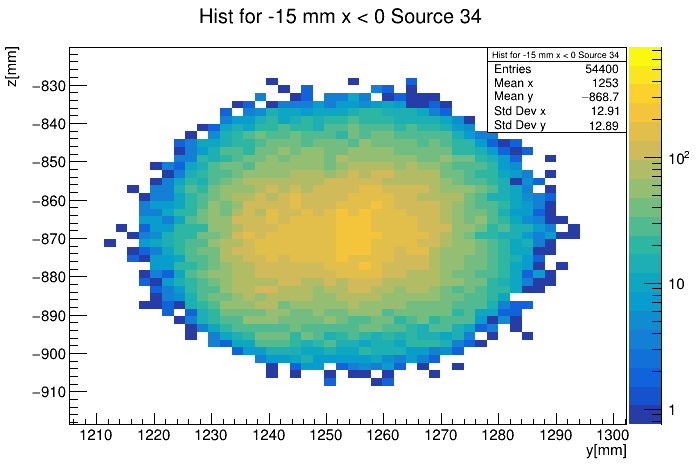 Hist for -15 mm x < 0 Source 34
z[mm]
Hist for -15 mm x < 0 Source 34
Entries 54400
Mean x 1253
Mean y −868.7
Std Dev x 12.91
Std Dev y 12.89
−830
−840
−850
−860
−870
−880
−890
−900
−910
10²
10
1
1210 1220 1230 1240 1250 1260 1270 1280 1290 1300
y[mm]